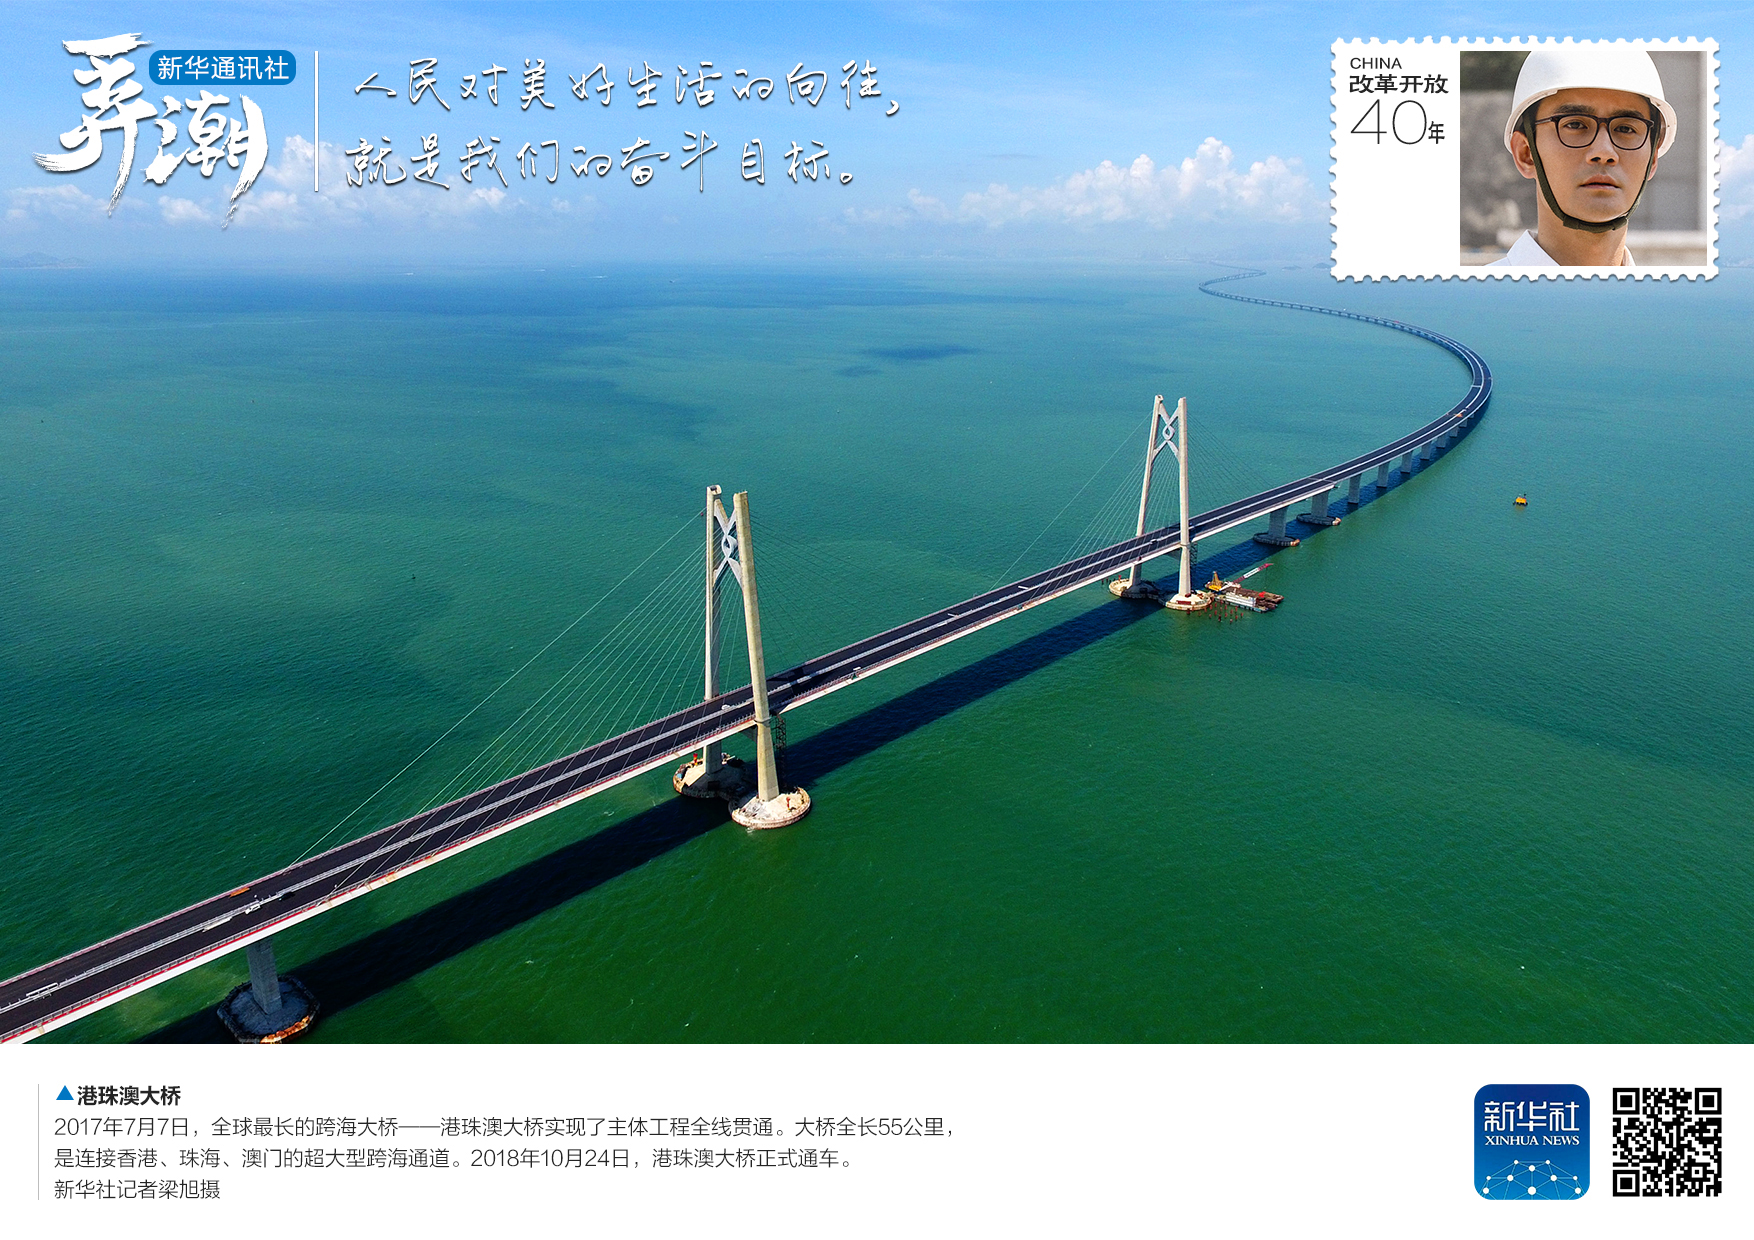 弄潮
新华通讯社
人民对美好生活的向往，
就是我们的奋斗目标。
CHINA
改革开放
40年
▲港珠澳大桥
2017年7月7日，全球最长的跨海大桥——港珠澳大桥实现了主体工程全线贯通。大桥全长55公里，
是连接香港、珠海、澳门的超大型跨海通道。2018年10月24日，港珠澳大桥正式通车。
新华社记者梁旭摄
新华社
XINHUA NEWS